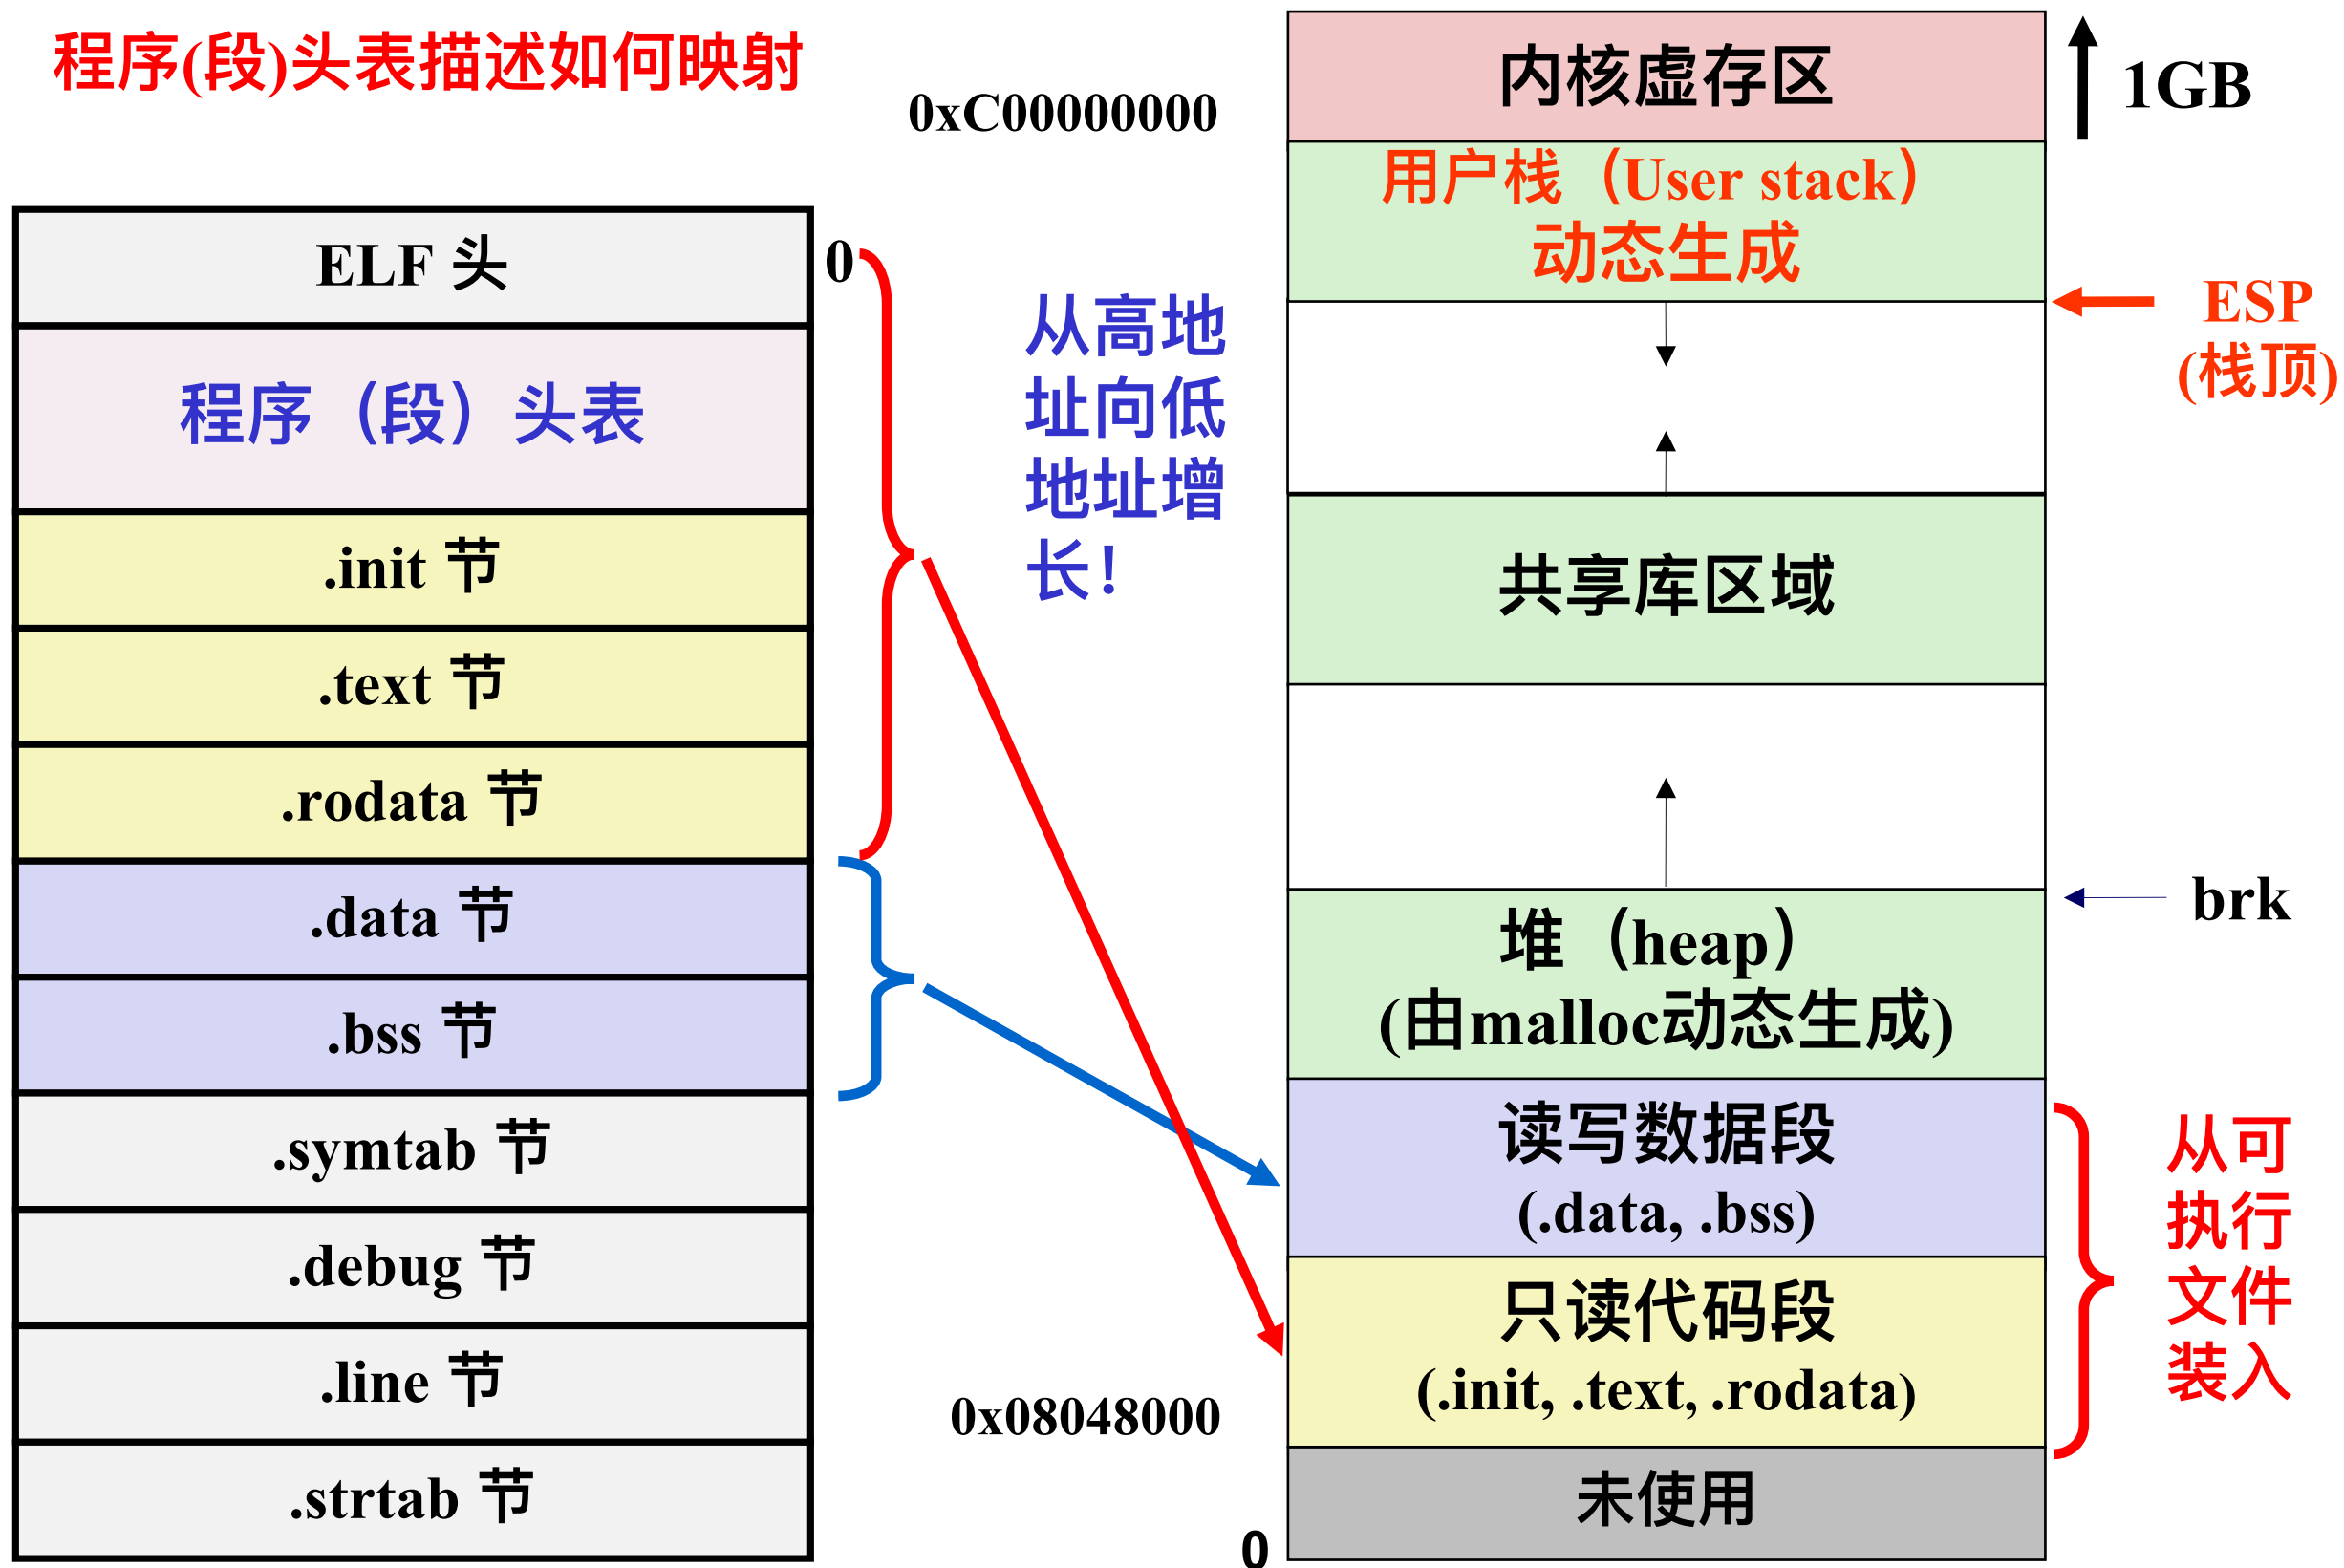 程序(段)头表描述如何映射
ELF 头
0
程序（段）头表
.init 节
.text 节
.rodata 节
.data 节
.bss 节
.symtab 节
.debug 节
.line 节
.strtab 节
从高地
址向低
地址增
长！
0xC00000000
0x08048000
0
内核虚存区
1GB
用户栈（User stack）
动态生成
ESP
(栈顶)
共享库区域
brk
堆（heap）
(由malloc动态生成)
读写数据段
(.data, .bss)
只读代码段
(.init, .text, .rodata)
未使用
从可
执行
文件
装入